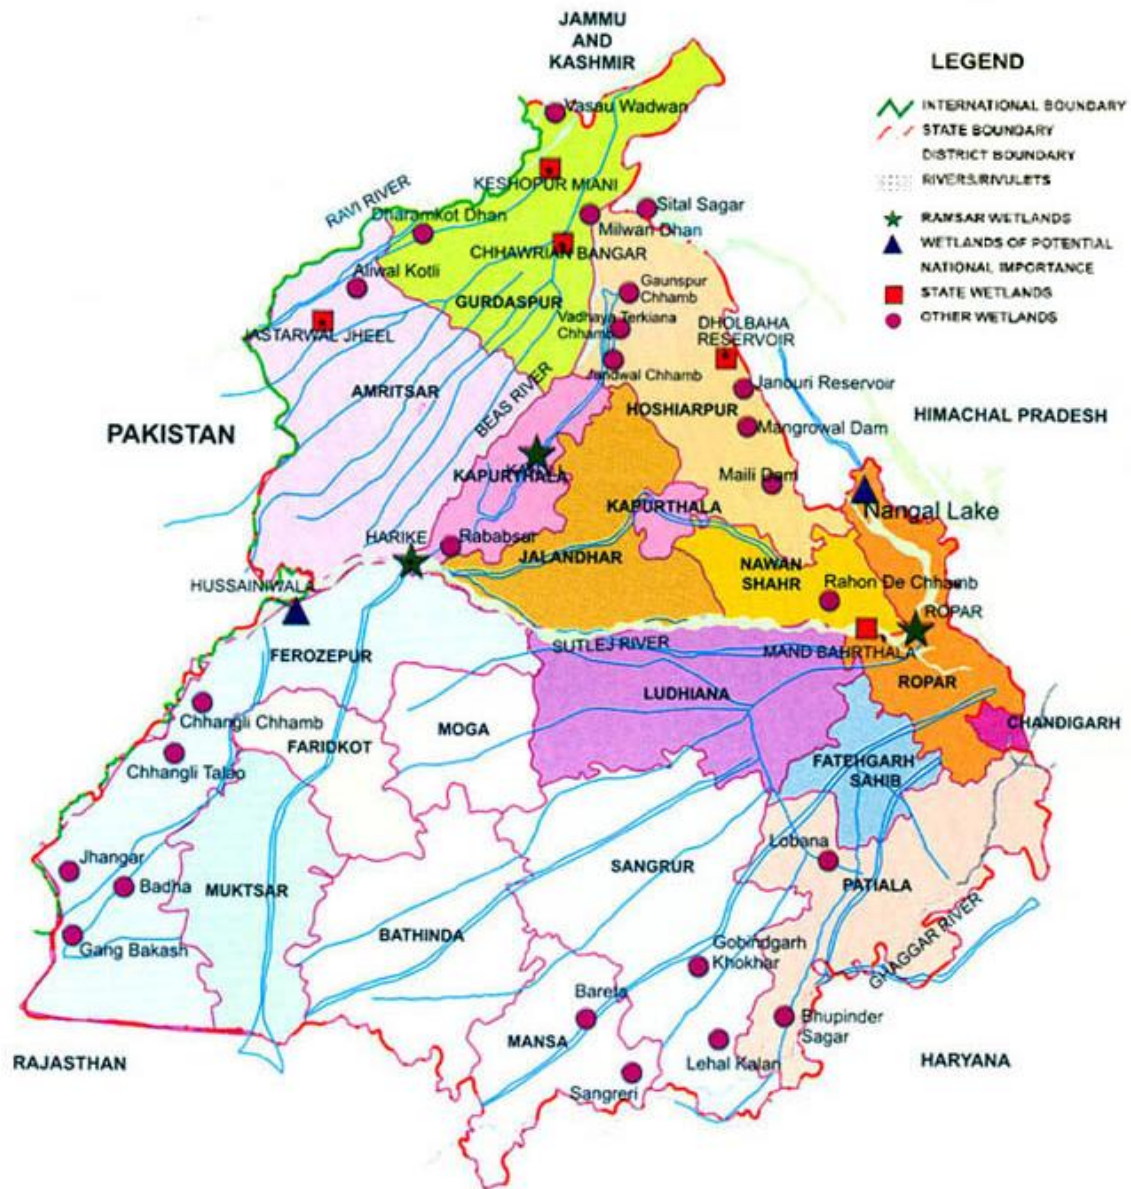 JAMMU
AND
KASHMIR
LEGEND
INTERNATIONAL BOUNDARY
STATE BOUNDARY
DISTRICT BOUNDARY
RIVERS/RIVULETS
RAMSAR WETLANDS
WETLANDS OF POTENTIAL
NATIONAL IMPORTANCE
STATE WETLANDS
OTHER WETLANDS
Vasau Wadwan
KESHOPUR MIANI
RAVI RIVER
Dharamkot Dhan
Sital Sagar
Milwan Dhan
CHHAWRIAN BANGAR
Aliwal Kotli
GURDASPUR
Gaunspur
Chhamb
Vadhaya Terkiana
Chhamb
DHOLBAHA
RESERVOIR
JASTARWAL JHEEL
Jandwal Chhamb
Janouri Reservoir
AMRITSAR
BEAS RIVER
HOSHIARPUR
HIMACHAL PRADESH
PAKISTAN
Mangrowal Dam
KAPURTHALA
Maili Dam
KAPURTHALA
Nangal Lake
HARIKE
Rababsar
JALANDHAR
NAWAN
SHAHR
Rahon De Chhamb
HUSSAINIWALA
ROPAR
SUTLEJ RIVER
MAND BAHRTHALA
FEROZEPUR
ROPAR
LUDHIANA
Chhangli Chhamb
MOGA
CHANDIGARH
FARIDKOT
Chhangli Taleo
FATEHGARH
SAHIB
Lobana
Jhangar
Badha
MUKTSAR
SANGRUR
PATIALA
Gang Bakash
BATHINDA
GHAGGAR RIVER
Gobindgarh
Khokhar
Bareta
Bhupinder
Sagar
MANSA
RAJASTHAN
Lehal Kalan
HARYANA
Sangreri